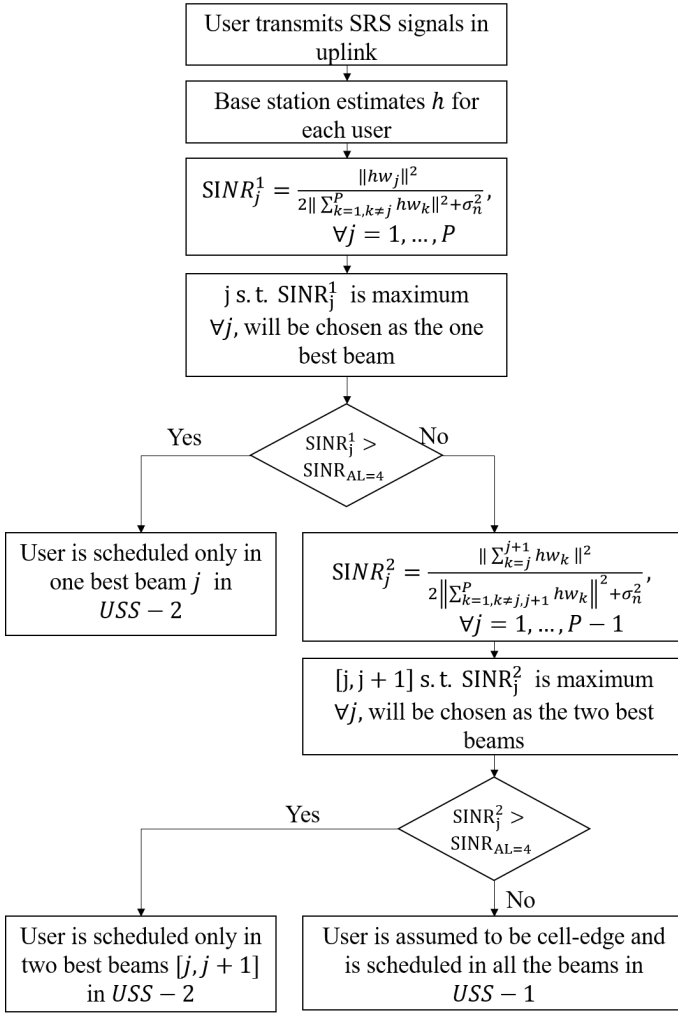 User transmits SRS signals in
uplink
Base station estimates ℎ for
each user
SINR_j^1 = ‖hw_j‖^2 / (2‖∑_{k=1,k≠j}^P hw_k‖^2+σ_n^2),
∀j = 1, … , P
j s. t. SINR_j^1 is maximum
∀j, will be chosen as the one
best beam
SINR_j^1 >
SINR_{AL=4}
Yes
No
User is scheduled only in
one best beam j in
USS − 2
SINR_j^2 = ‖∑_{k=j}^{j+1} hw_k‖^2 / (2‖∑_{k=1,k≠j,j+1}^P hw_k‖^2+σ_n^2),
∀j = 1, … , P − 1
[j, j + 1] s. t. SINR_j^2 is maximum
∀j, will be chosen as the two best
beams
SINR_j^2 >
SINR_{AL=4}
Yes
No
User is scheduled only in
two best beams [j, j + 1]
in USS − 2
User is assumed to be cell-edge and
is scheduled in all the beams in
USS − 1